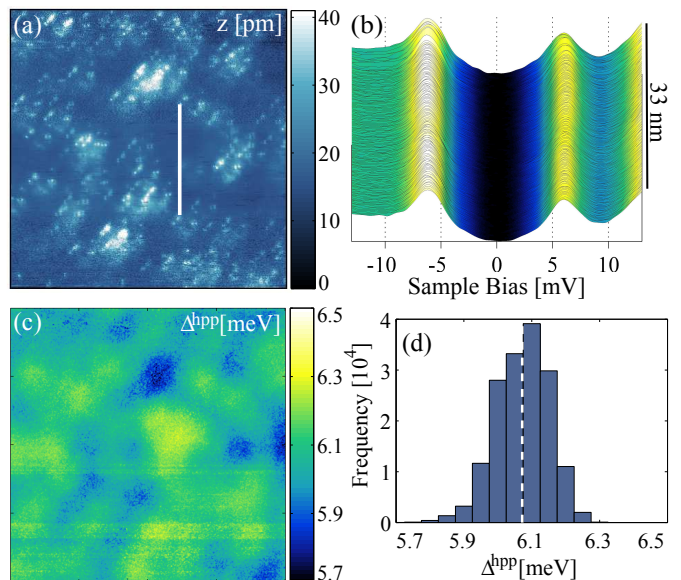 (a)
z [pm]
40
30
20
10
0
(b)
33 nm
-10
-5
0
5
10
Sample Bias [mV]
(c)
Δhpp[meV]
6.5
6.3
6.1
5.9
5.7
(d)
Frequency [10⁴]
4
3
2
1
0
5.7
5.9
6.1
6.3
6.5
Δhpp[meV]